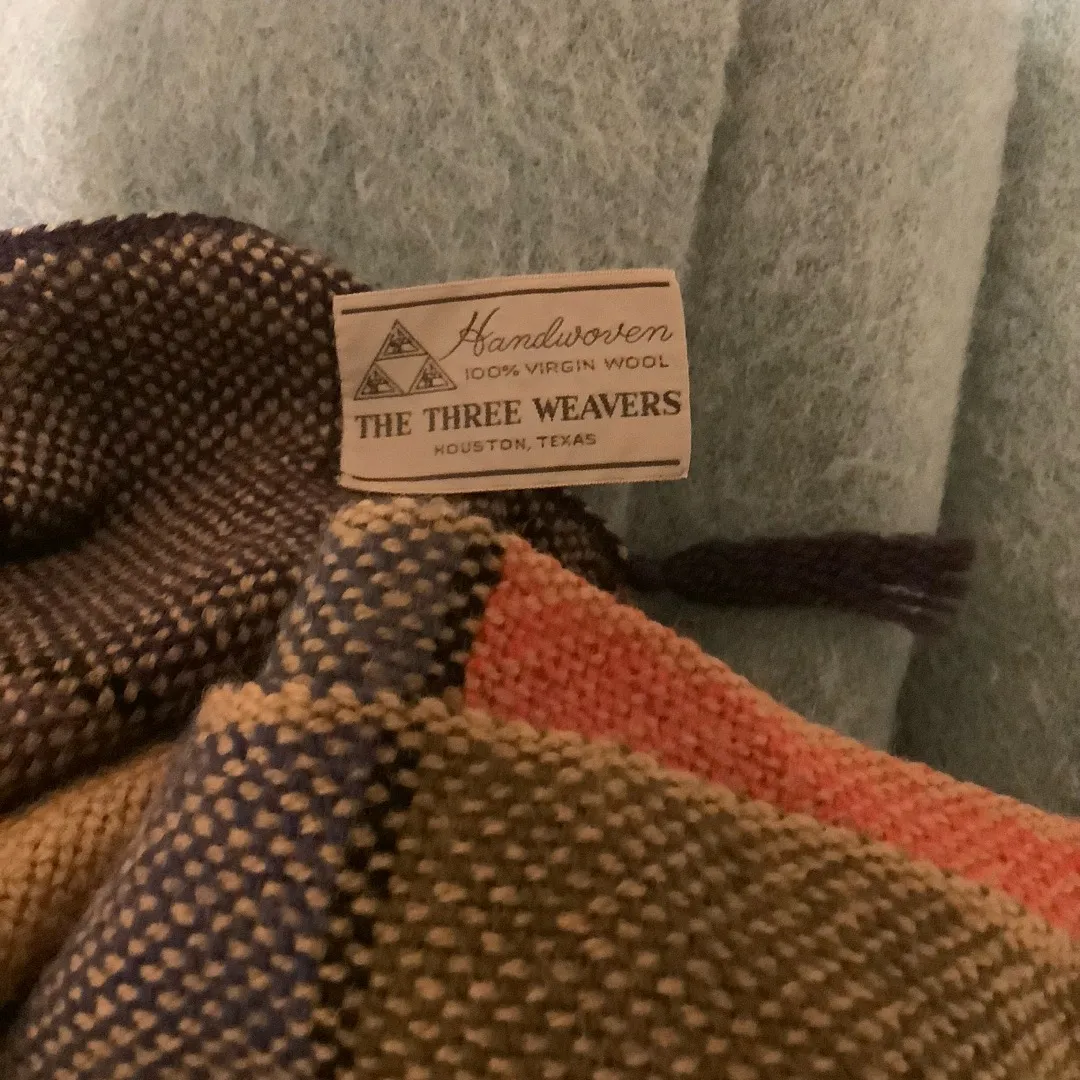 Handwoven
100% VIRGIN WOOL
THE THREE WEAVERS
HOUSTON, TEXAS